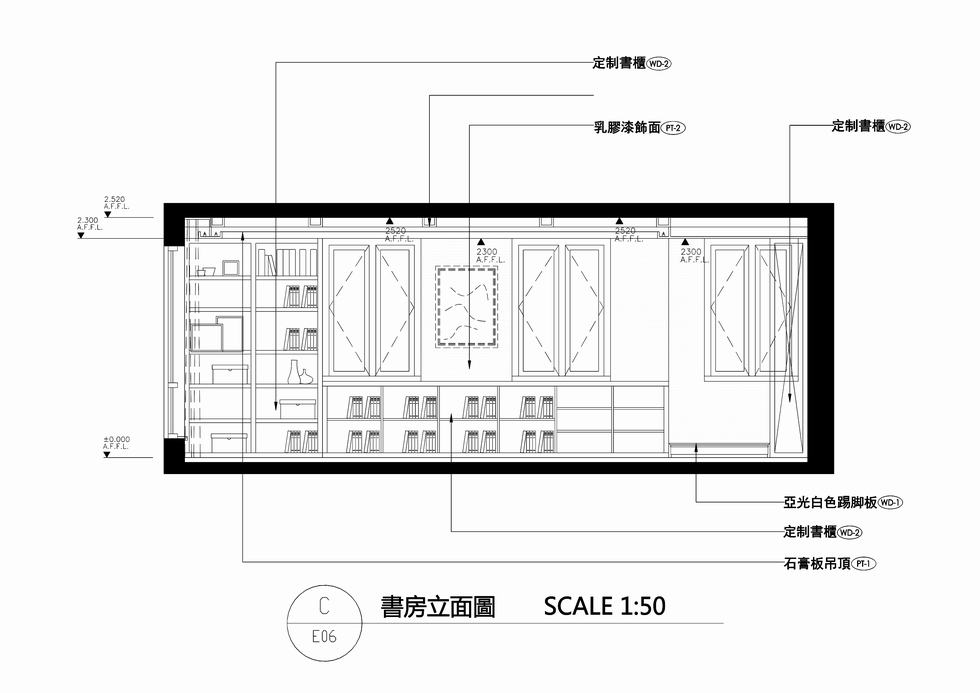 定制書櫃 WD-2
乳膠漆飾面 PT-2
定制書櫃 WD-2
2.520
A.F.F.L.
2.300
A.F.F.L.
2520
A.F.F.L.
2520
A.F.F.L.
2300
A.F.F.L.
2300
A.F.F.L.
±0.000
A.F.F.L.
亞光白色踢脚板 WD-1
定制書櫃 WD-2
石膏板吊頂 PT-1
C
E06
書房立面圖 SCALE 1:50